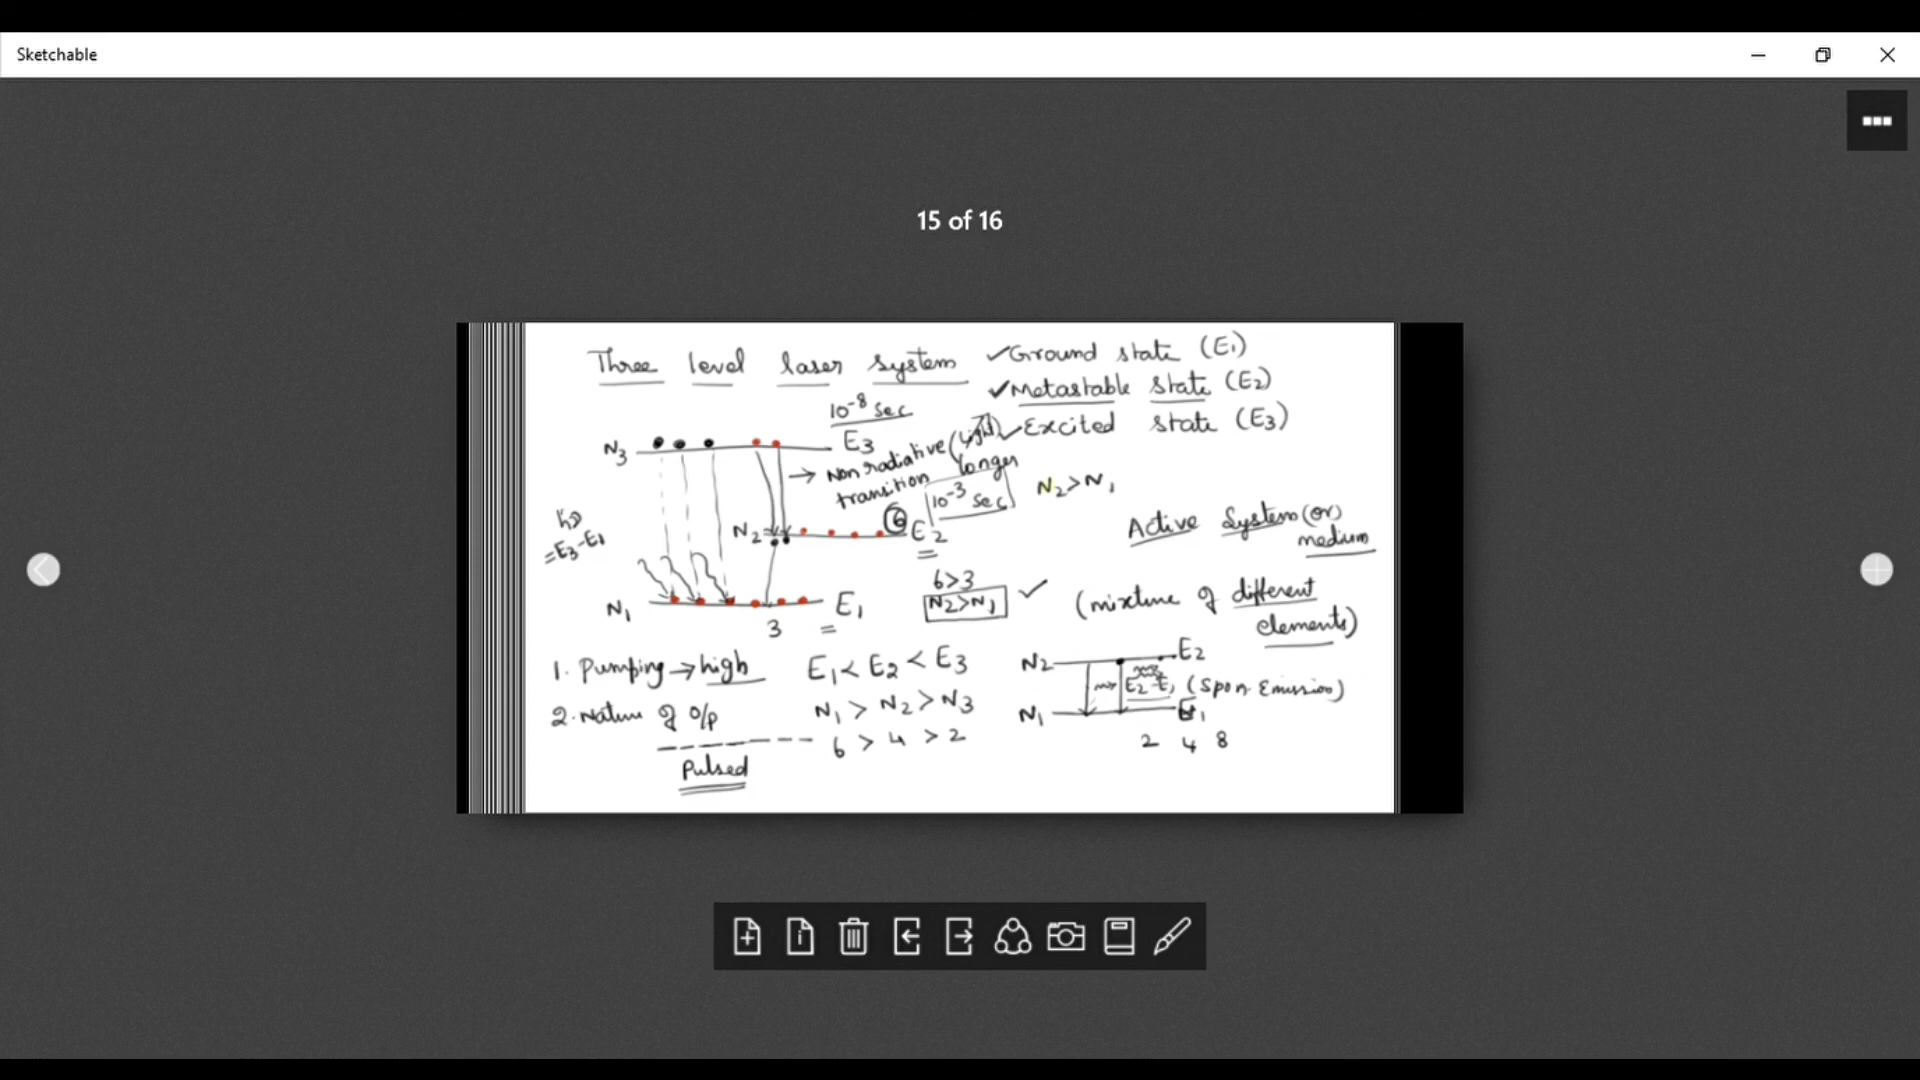 Sketchable
15 of 16
Three level laser system
✓Ground state (E1)
✓Metastable state (E2)
✓Excited state (E3)
10⁻⁸ sec
N3
E3
Non radiative (light)
transition
longer
10⁻³ sec
N2>N1
= E3-E1
N2
6
E2
Active System (or)
medium
N1
E1
3
6>3
N2>N1 ✓
(mixture of different
elements)
1. Pumping → high
2. Nature of o/p
Pulsed
E1 < E2 < E3
N1 > N2 > N3
6 > 4 > 2
N2
E2
E2-E1 (Spon. Emission)
N1
E1
2 4 8